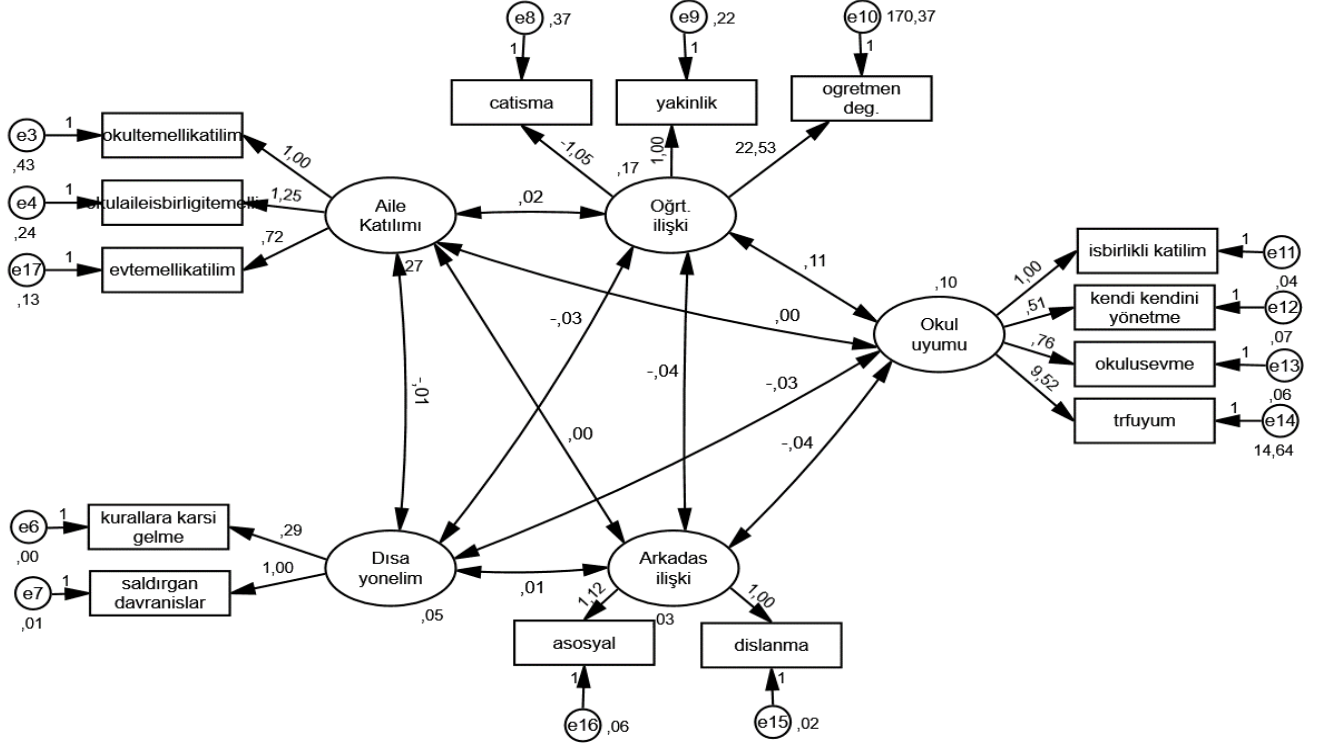 e8 ,37
e9 ,22
e10 170,37
1
1
1
catisma
yakinlik
ogretmen
deg.
e3
1
,43
okultemellikatilim
e4
1
,24
okulaileisbirligitemelli
e17
1
,13
evtemellikatilim
1,00
1,25
,72
-1,05
1,00
22,53
,17
Aile
Katılımı
,27
,02
Oğrt.
ilişki
,11
,10
Okul
uyumu
1,00
,51
,76
9,52
isbirlikli katilim
1
e11
,04
kendi kendini
yönetme
1
e12
,07
okulusevme
1
e13
,06
trfuyum
1
e14
14,64
-,03
,00
-,01
-,04
-,03
,00
-,04
e6
1
,00
kurallara karsi
gelme
,29
e7
1
,01
saldırgan
davranislar
1,00
Dısa
yonelim
,05
,01
Arkadas
ilişki
,03
1,12
1,00
asosyal
dislanma
1
1
e16 ,06
e15 ,02